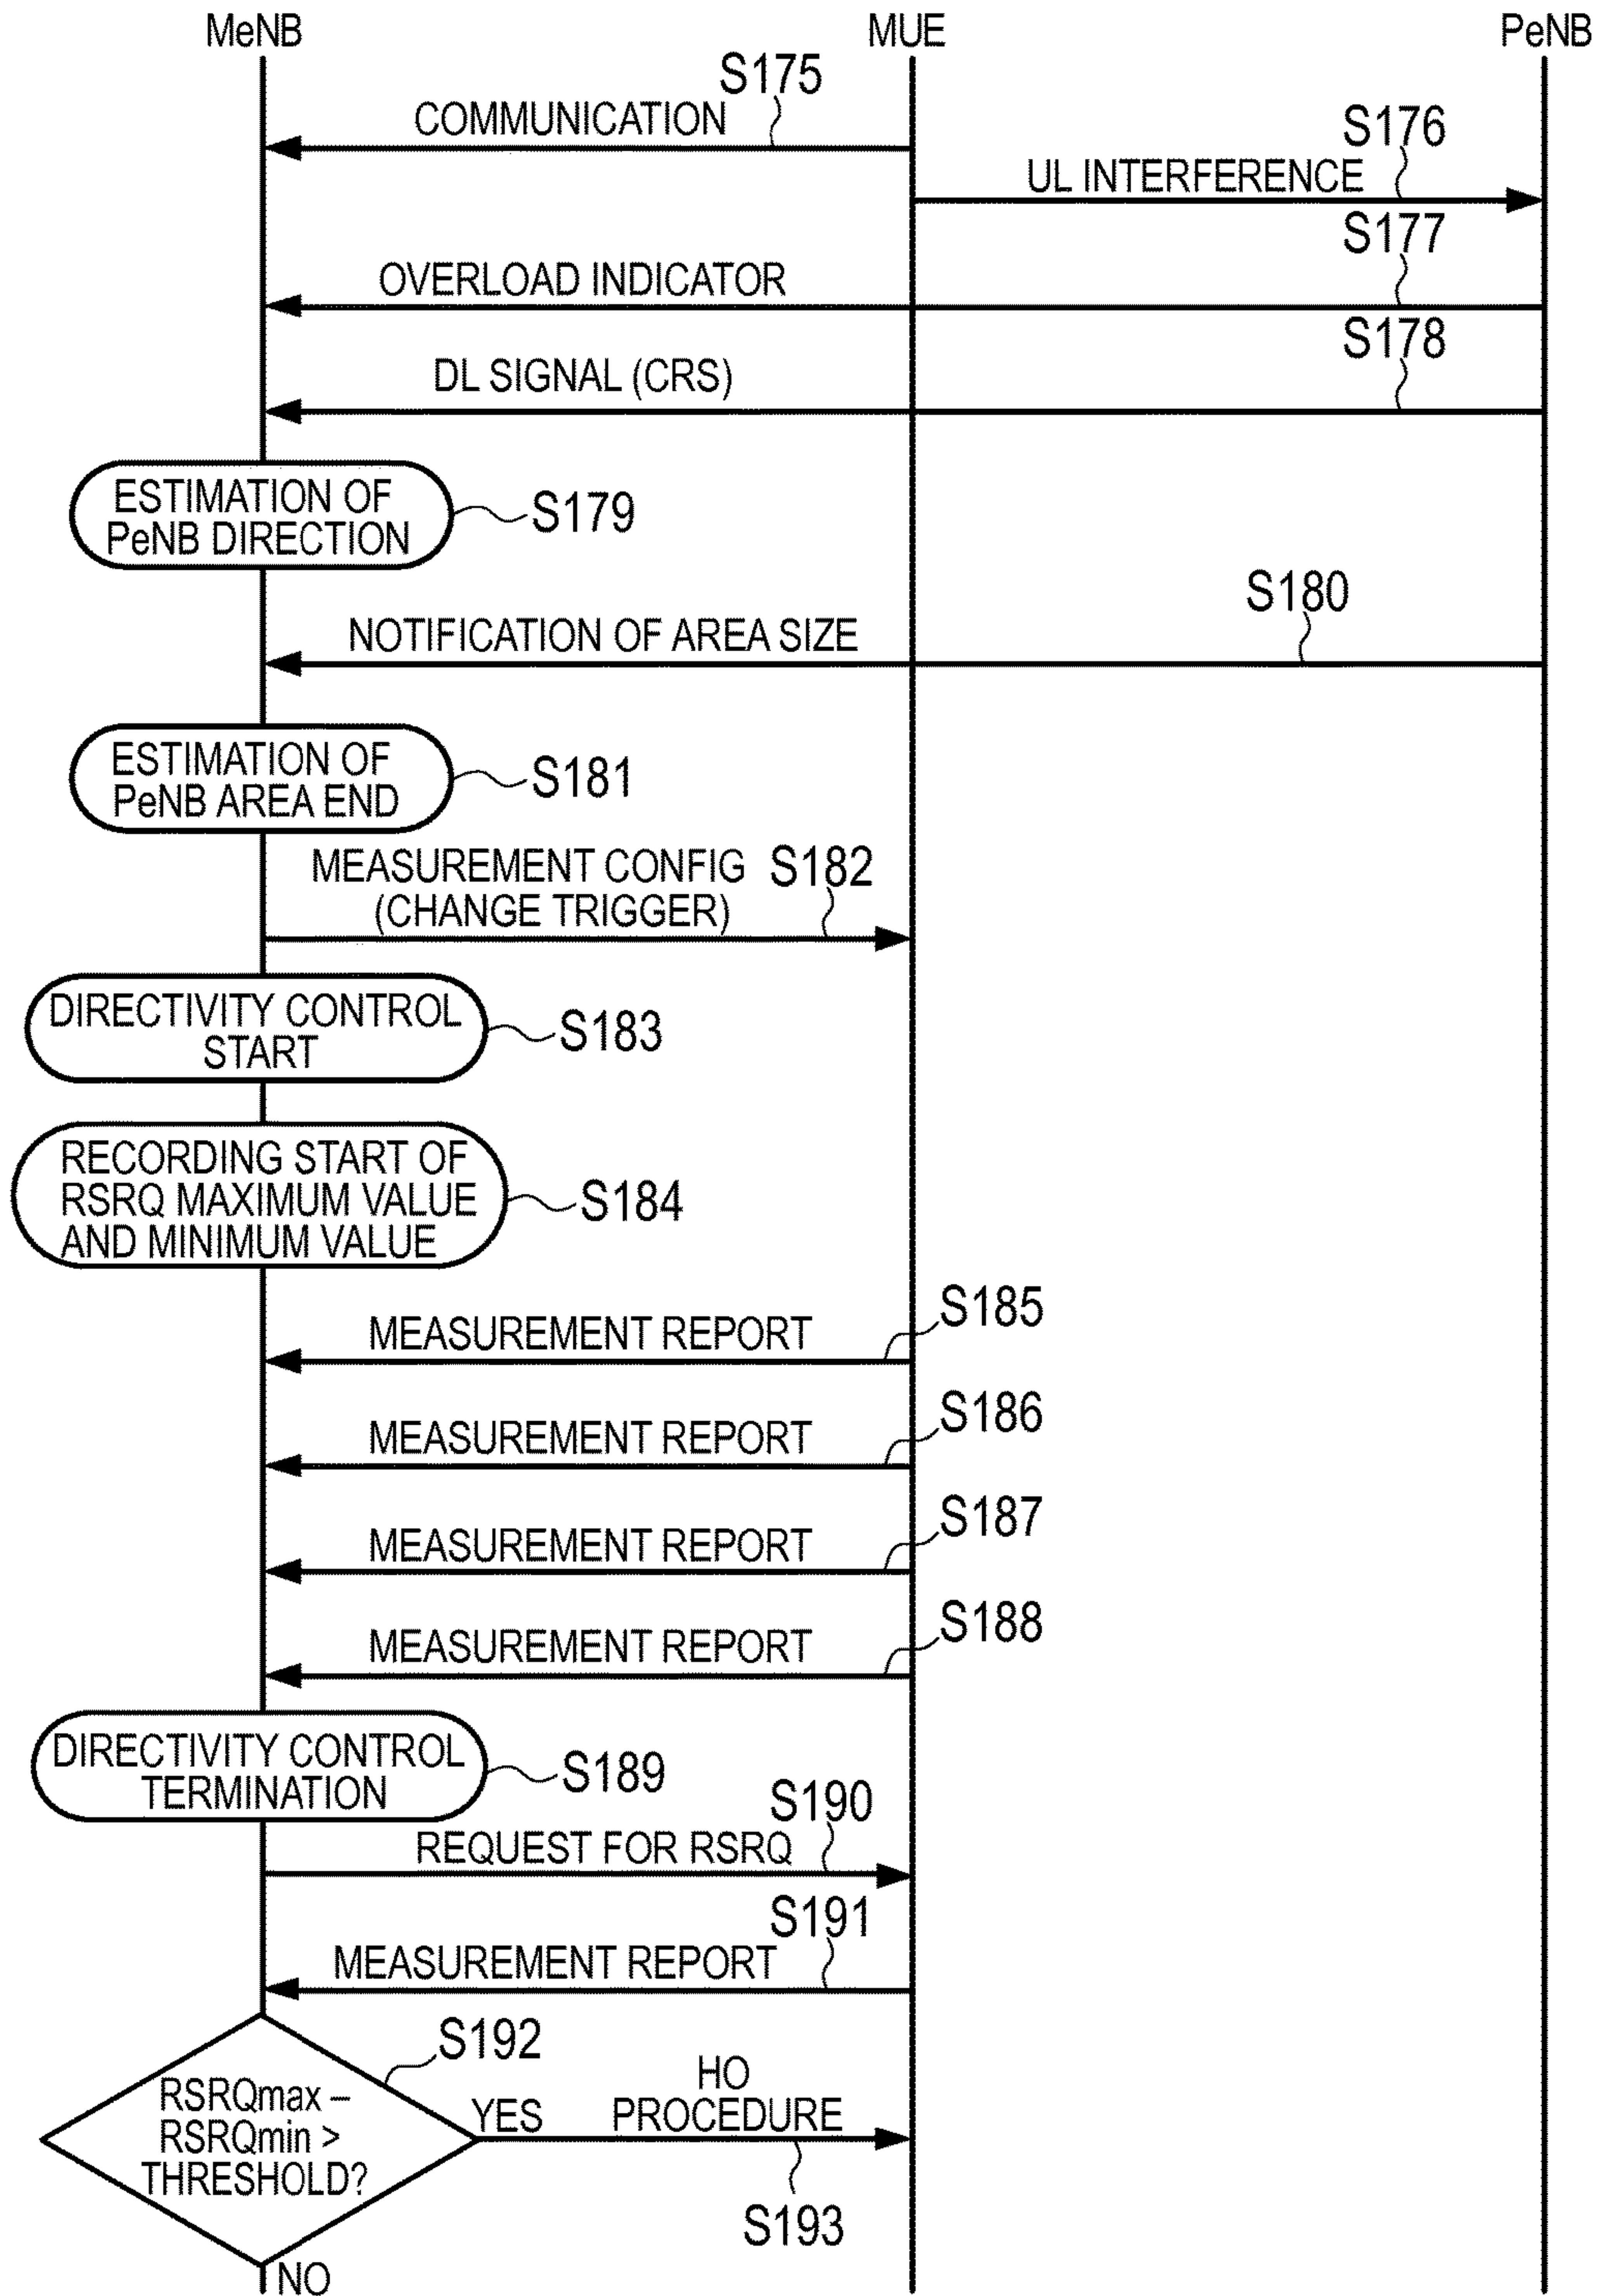 MeNB
MUE
PeNB
S175
COMMUNICATION
S176
UL INTERFERENCE
S177
OVERLOAD INDICATOR
S178
DL SIGNAL (CRS)
ESTIMATION OF
PeNB DIRECTION
S179
S180
NOTIFICATION OF AREA SIZE
ESTIMATION OF
PeNB AREA END
S181
MEASUREMENT CONFIG
(CHANGE TRIGGER)
S182
DIRECTIVITY CONTROL
START
S183
RECORDING START OF
RSRQ MAXIMUM VALUE
AND MINIMUM VALUE
S184
MEASUREMENT REPORT
S185
MEASUREMENT REPORT
S186
MEASUREMENT REPORT
S187
MEASUREMENT REPORT
S188
DIRECTIVITY CONTROL
TERMINATION
S189
S190
REQUEST FOR RSRQ
S191
MEASUREMENT REPORT
S192
RSRQmax –
RSRQmin >
THRESHOLD?
YES
HO
PROCEDURE
S193
NO